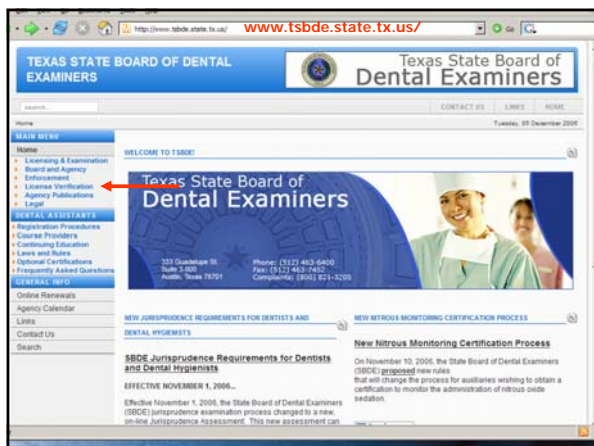 http://www.tsbde.state.tx.us/
www.tsbde.state.tx.us/
Go
TEXAS STATE BOARD OF DENTAL
EXAMINERS
Texas State Board of
Dental Examiners
search...
CONTACT US
LINKS
HOME
Home
Tuesday, 05 December 2006
MAIN MENU
Home
Licensing & Examination
Board and Agency
Enforcement
License Verification
Agency Publications
Legal
DENTAL ASSISTANTS
Registration Procedures
Course Providers
Continuing Education
Laws and Rules
Optional Certifications
Frequently Asked Questions
GENERAL INFO
Online Renewals
Agency Calendar
Links
Contact Us
Search
WELCOME TO TSBDE!
Texas State Board of
Dental Examiners
333 Guadalupe St.
Suite 3-800
Austin, Texas 78701
Phone: (512) 463-6400
Fax: (512) 463-7452
Complaints: (800) 821-3205
NEW JURISPRUDENCE REQUIREMENTS FOR DENTISTS AND
DENTAL HYGIENISTS
SBDE Jurisprudence Requirements for Dentists
and Dental Hygienists
EFFECTIVE NOVEMBER 1, 2006...
Effective November 1, 2006, the State Board of Dental Examiners
(SBDE) jurisprudence examination process changed to a new,
on-line Jurisprudence Assessment. This new assessment can
NEW NITROUS MONITORING CERTIFICATION PROCESS
New Nitrous Monitoring Certification Process
On November 10, 2006, the State Board of Dental Examiners
(SBDE) proposed new rules
that will change the process for auxiliaries wishing to obtain a
certification to monitor the administration of nitrous oxide
sedation.